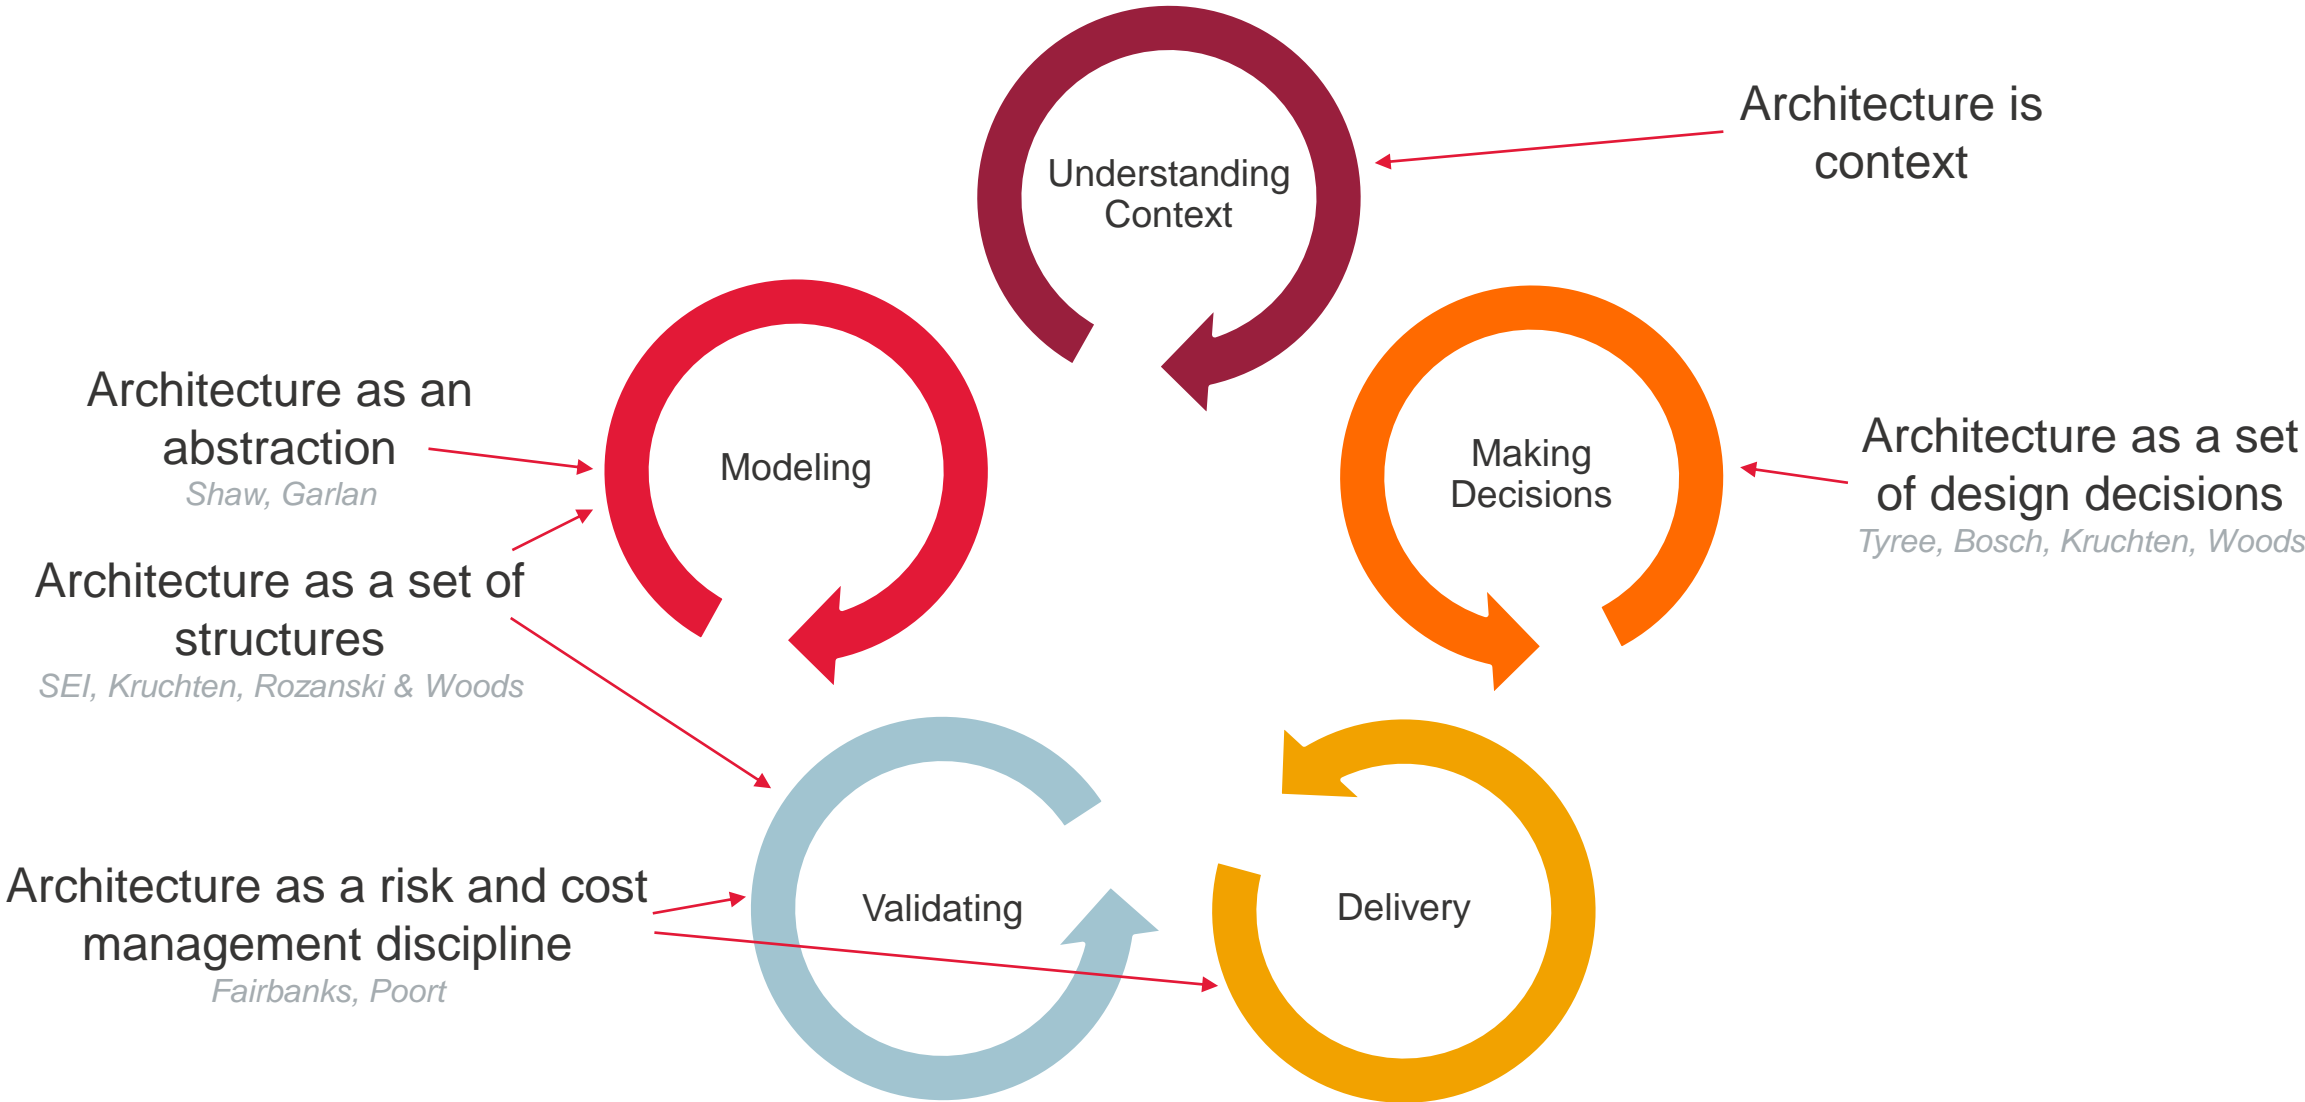 Understanding
Context
Architecture is
context
Modeling
Architecture as an
abstraction
Shaw, Garlan
Making
Decisions
Architecture as a set
of design decisions
Tyree, Bosch, Kruchten, Woods
Architecture as a set of
structures
SEI, Kruchten, Rozanski & Woods
Architecture as a risk and cost
management discipline
Fairbanks, Poort
Validating
Delivery